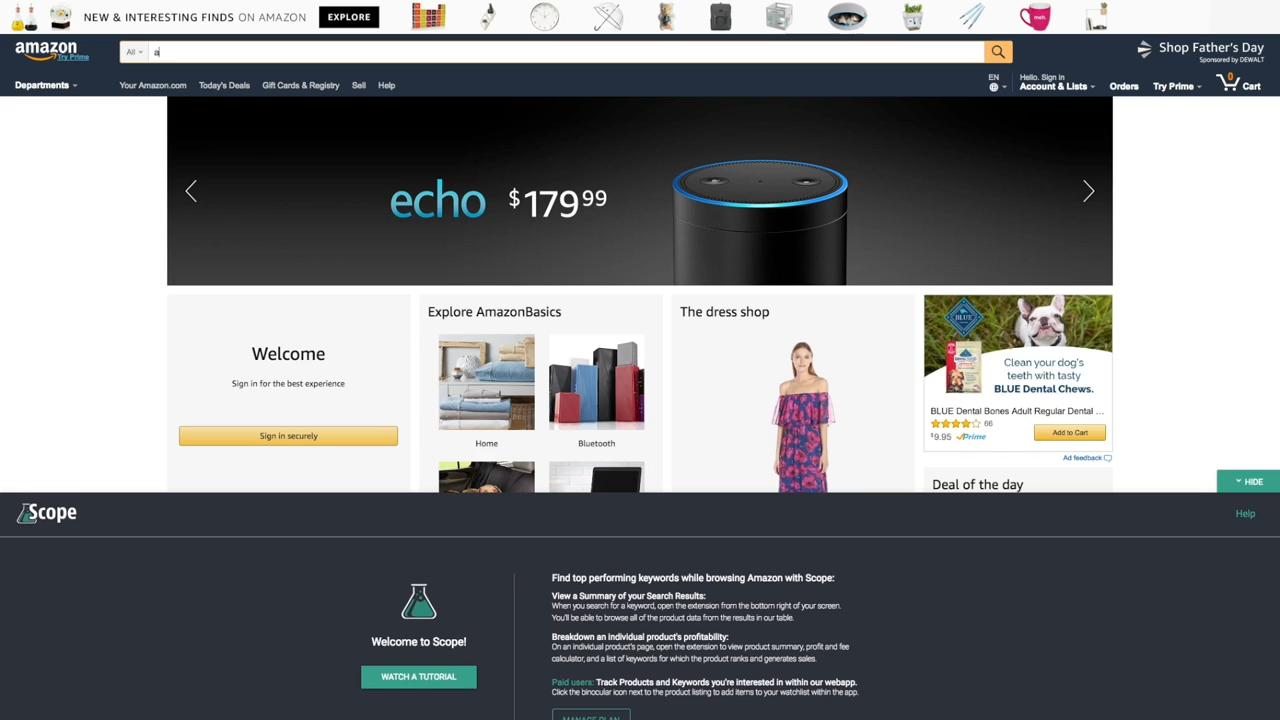 NEW & INTERESTING FINDS ON AMAZON EXPLORE
meh.
amazon
Try Prime
All
a
Shop Father's Day
Sponsored by DEWALT
Departments
Your Amazon.com Today's Deals Gift Cards & Registry Sell Help
EN
Hello. Sign in
Account & Lists
Orders
Try Prime
0
Cart
echo $179 99
Welcome
Sign in for the best experience
Sign in securely
Explore AmazonBasics
Home
Bluetooth
The dress shop
BLUE
Clean your dog's
teeth with tasty
BLUE Dental Chews.
BLUE Dental Bones Adult Regular Dental ...
66
$9.95 Prime
Add to Cart
Ad feedback
Deal of the day
HIDE
Scope
Help
Welcome to Scope!
WATCH A TUTORIAL
Find top performing keywords while browsing Amazon with Scope:
View a Summary of your Search Results:
When you search for a keyword, open the extension from the bottom right of your screen.
You'll be able to browse all of the product data from the results in our table.
Breakdown an individual product's profitability:
On an individual product's page, open the extension to view product summary, profit and fee
calculator, and a list of keywords for which the product ranks and generates sales.
Paid users: Track Products and Keywords you're interested in within our webapp.
Click the binocular icon next to the product listing to add items to your watchlist within the app.
MANAGE PLAN